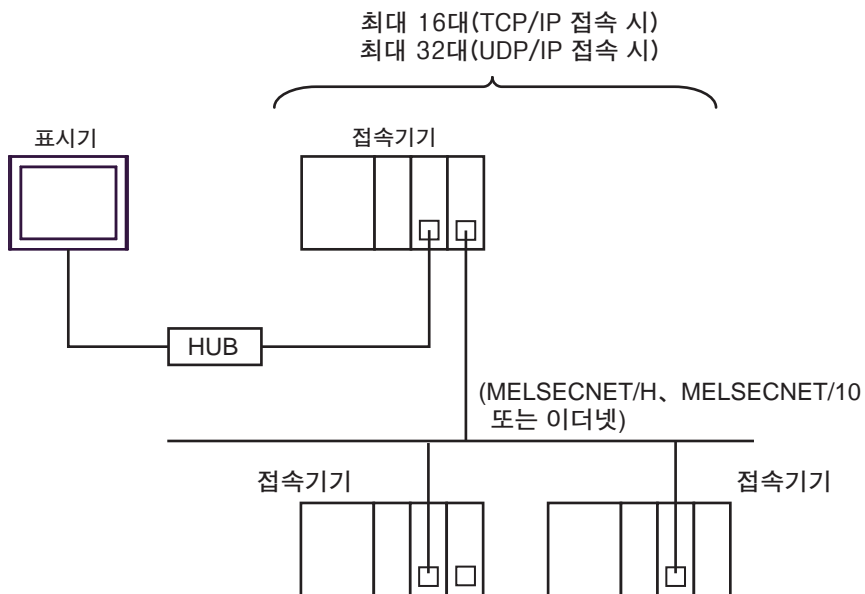 최대 16대(TCP/IP 접속 시)
최대 32대(UDP/IP 접속 시)
표시기
접속기기
HUB
(MELSECNET/H、MELSECNET/10
또는 이더넷)
접속기기
접속기기